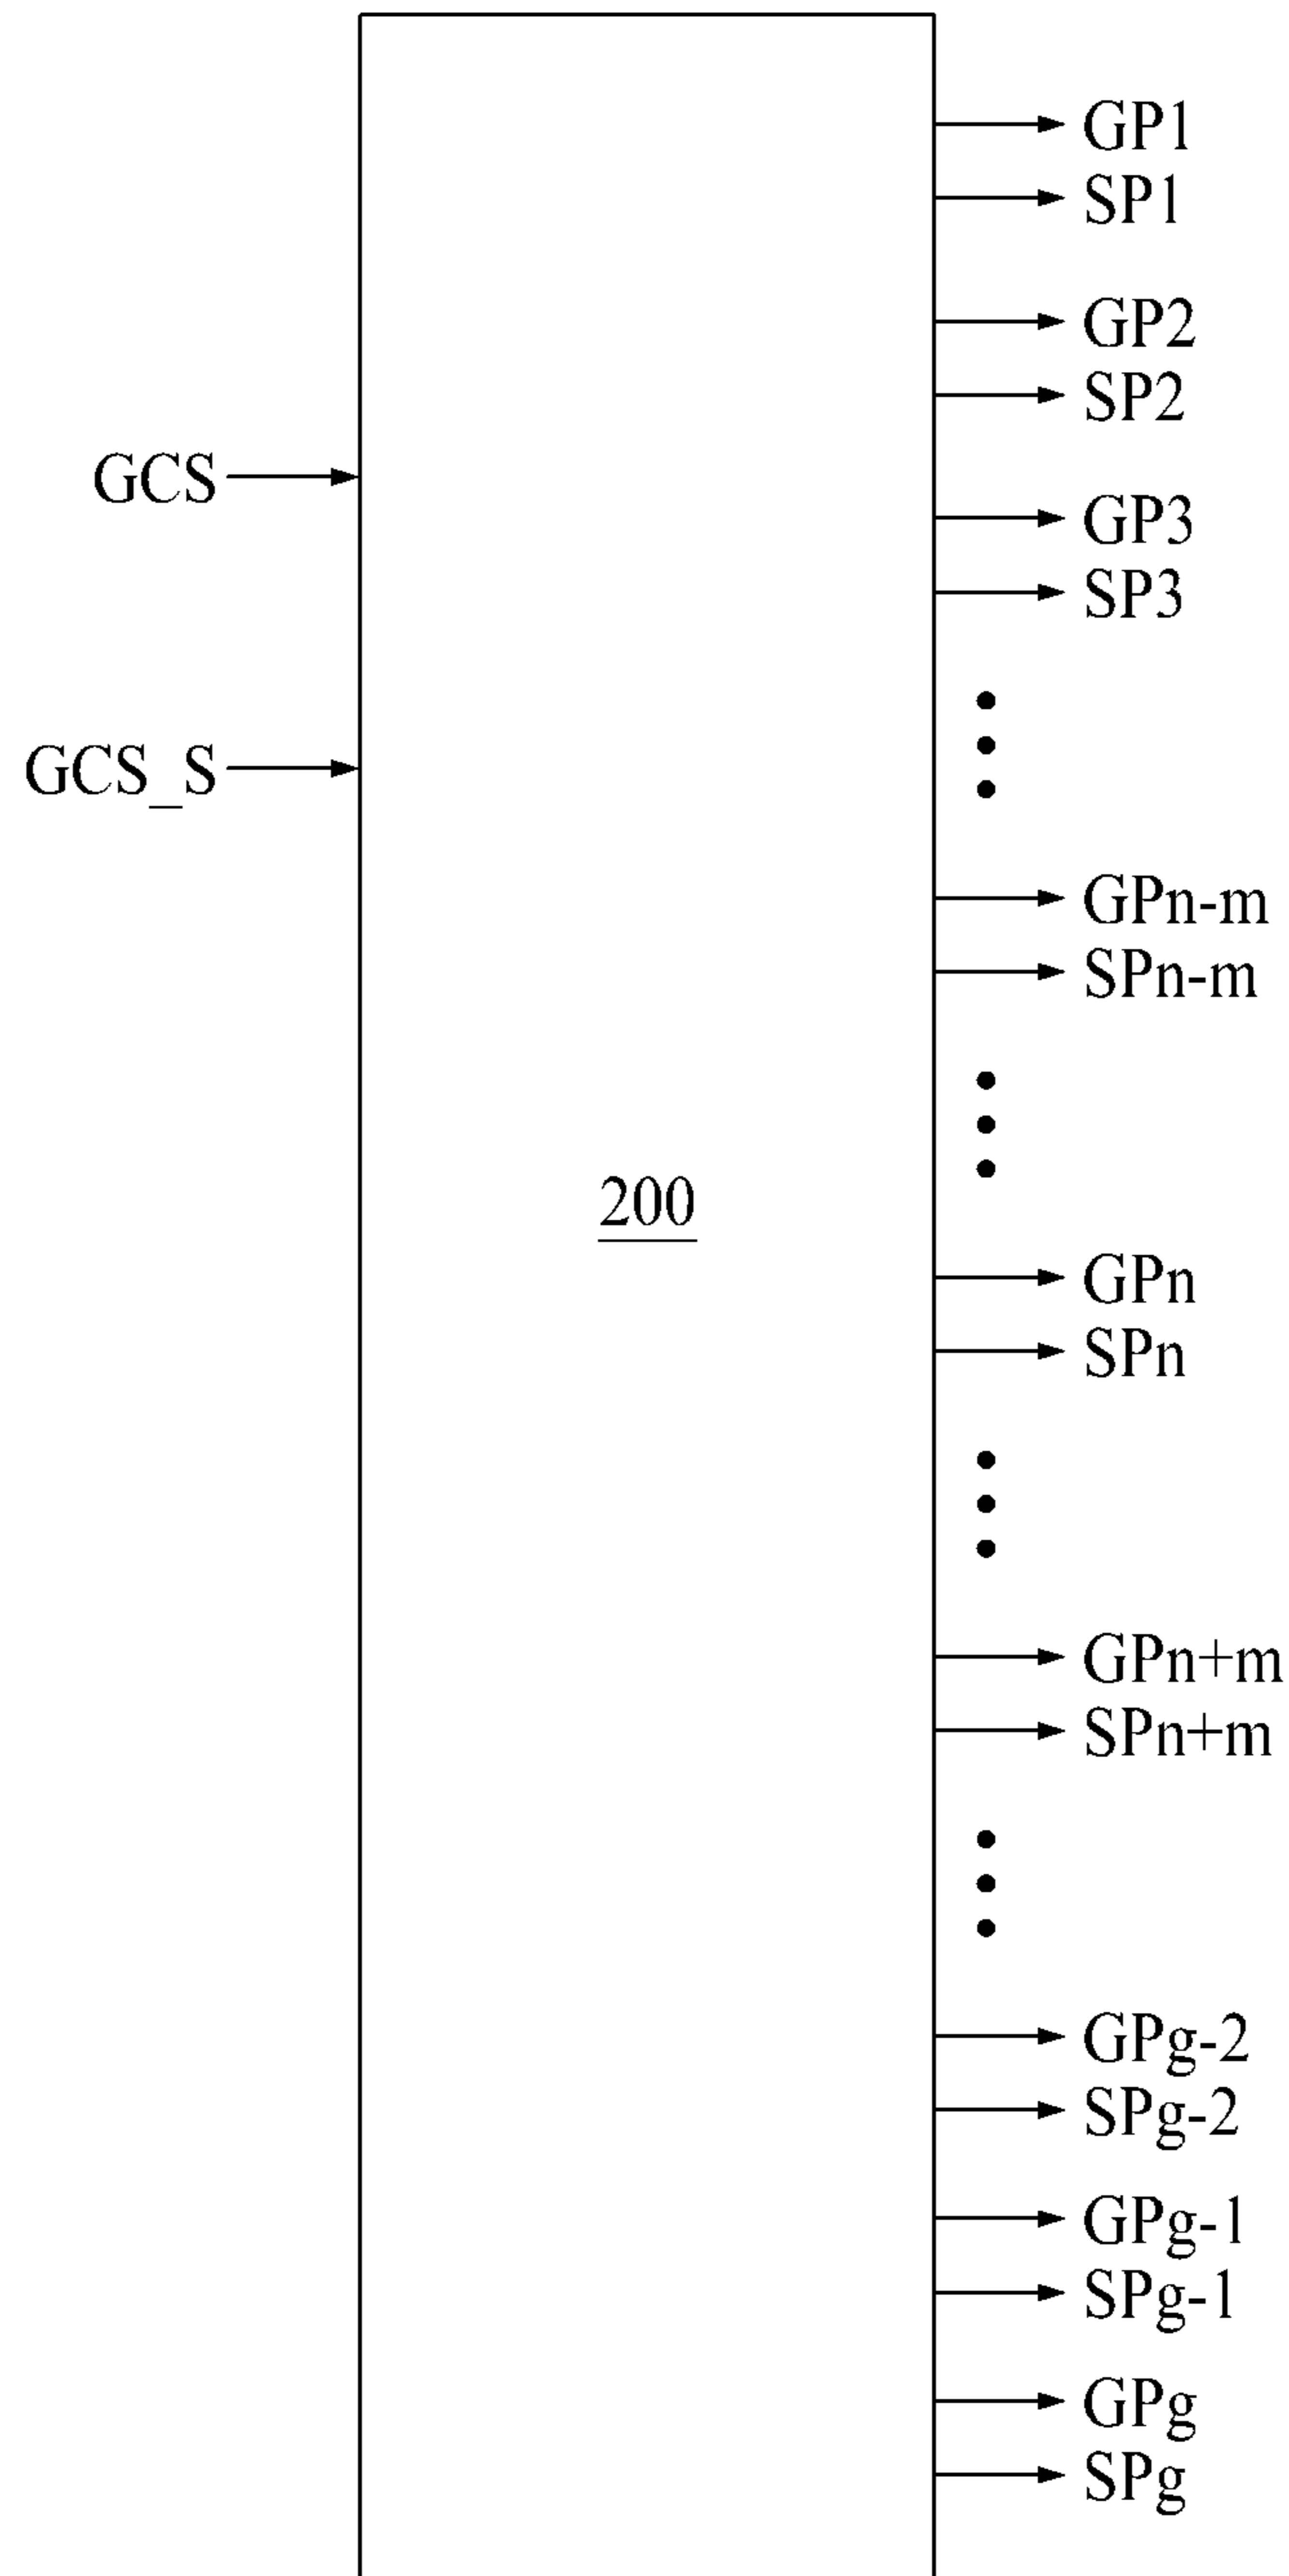 GP1
SP1
GP2
SP2
GCS
GP3
SP3
GCS_S
GPn-m
SPn-m
200
GPn
SPn
GPn+m
SPn+m
GPg-2
SPg-2
GPg-1
SPg-1
GPg
SPg